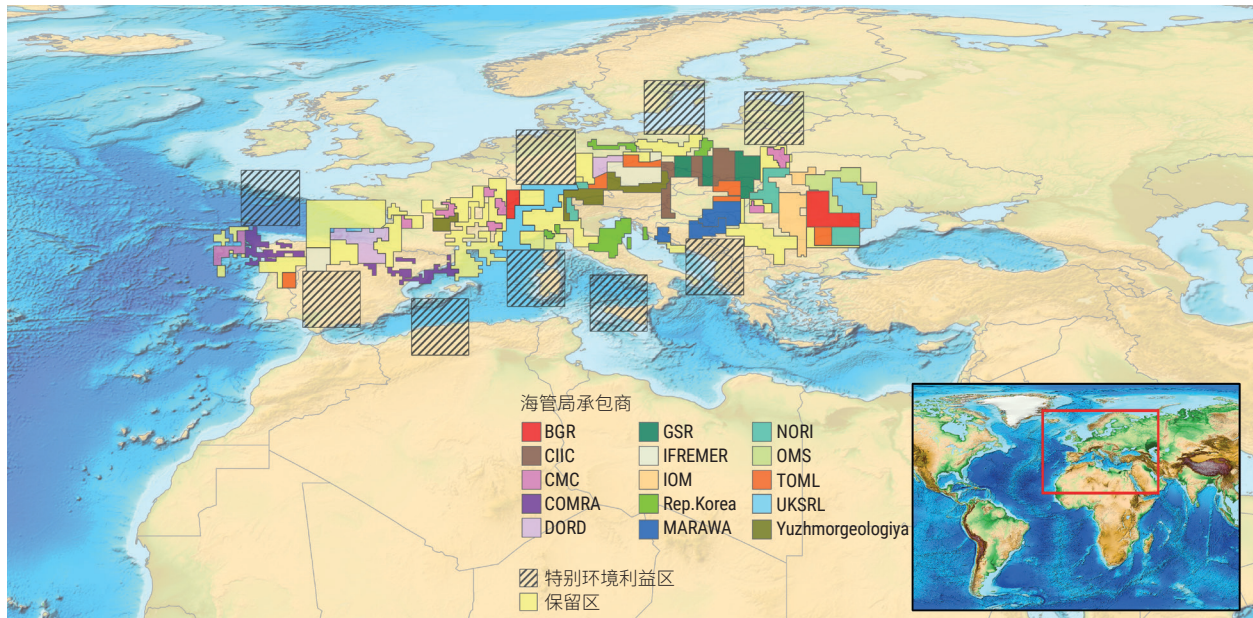 海管局承包商
BGR
GSR
NORI
CIIC
IFREMER
OMS
CMC
IOM
TOML
COMRA
Rep.Korea
UKSRL
DORD
MARAWA
Yuzhmorgeologiya
特别环境利益区
保留区